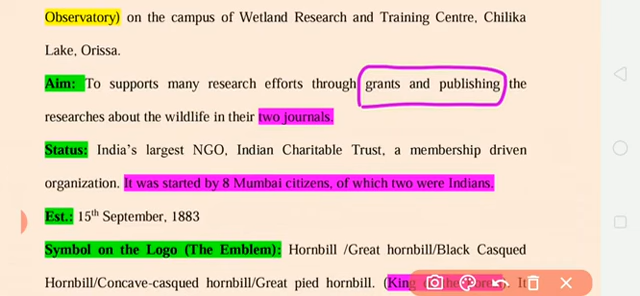 Observatory) on the campus of Wetland Research and Training Centre, Chilika
Lake, Orissa.
Aim: To supports many research efforts through grants and publishing the
researches about the wildlife in their two journals.
Status: India's largest NGO, Indian Charitable Trust, a membership driven
organization. It was started by 8 Mumbai citizens, of which two were Indians.
Est.: 15th September, 1883
Symbol on the Logo (The Emblem): Hornbill /Great hornbill/Black Casqued
Hornbill/Concave-casqued hornbill/Great pied hornbill. (King It